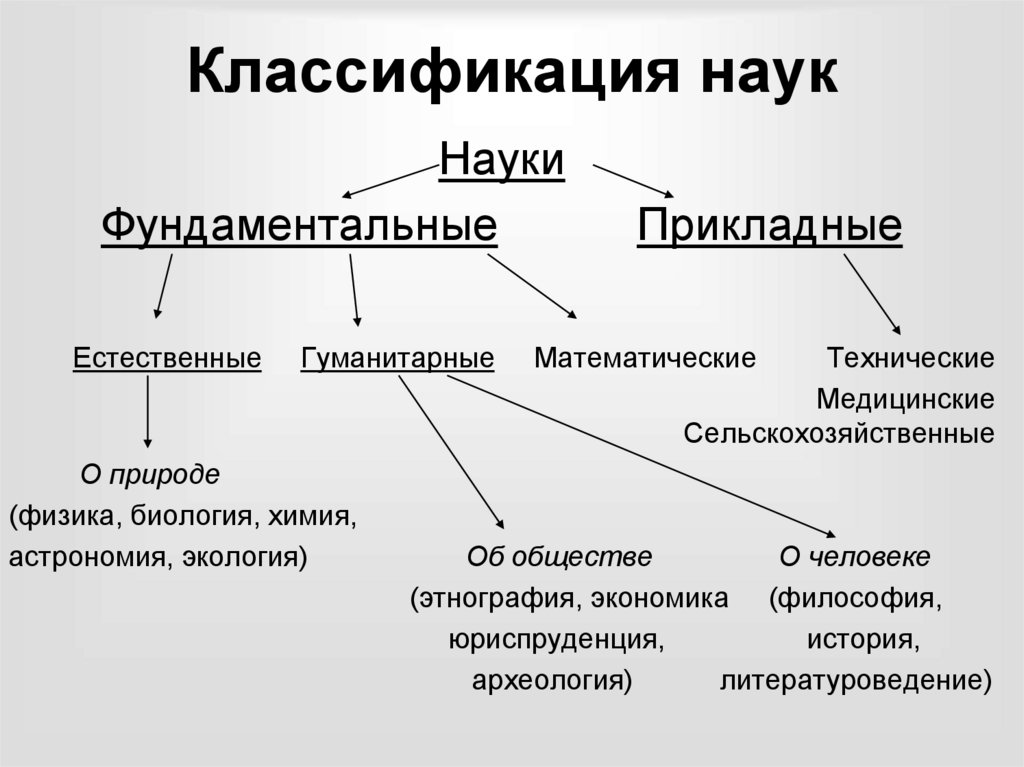 Классификация наук
Науки
Фундаментальные Прикладные
Естественные Гуманитарные Математические Технические
Медицинские
Сельскохозяйственные
О природе
(физика, биология, химия,
астрономия, экология) Об обществе О человеке
(этнография, экономика (философия,
юриспруденция, история,
археология) литературоведение)